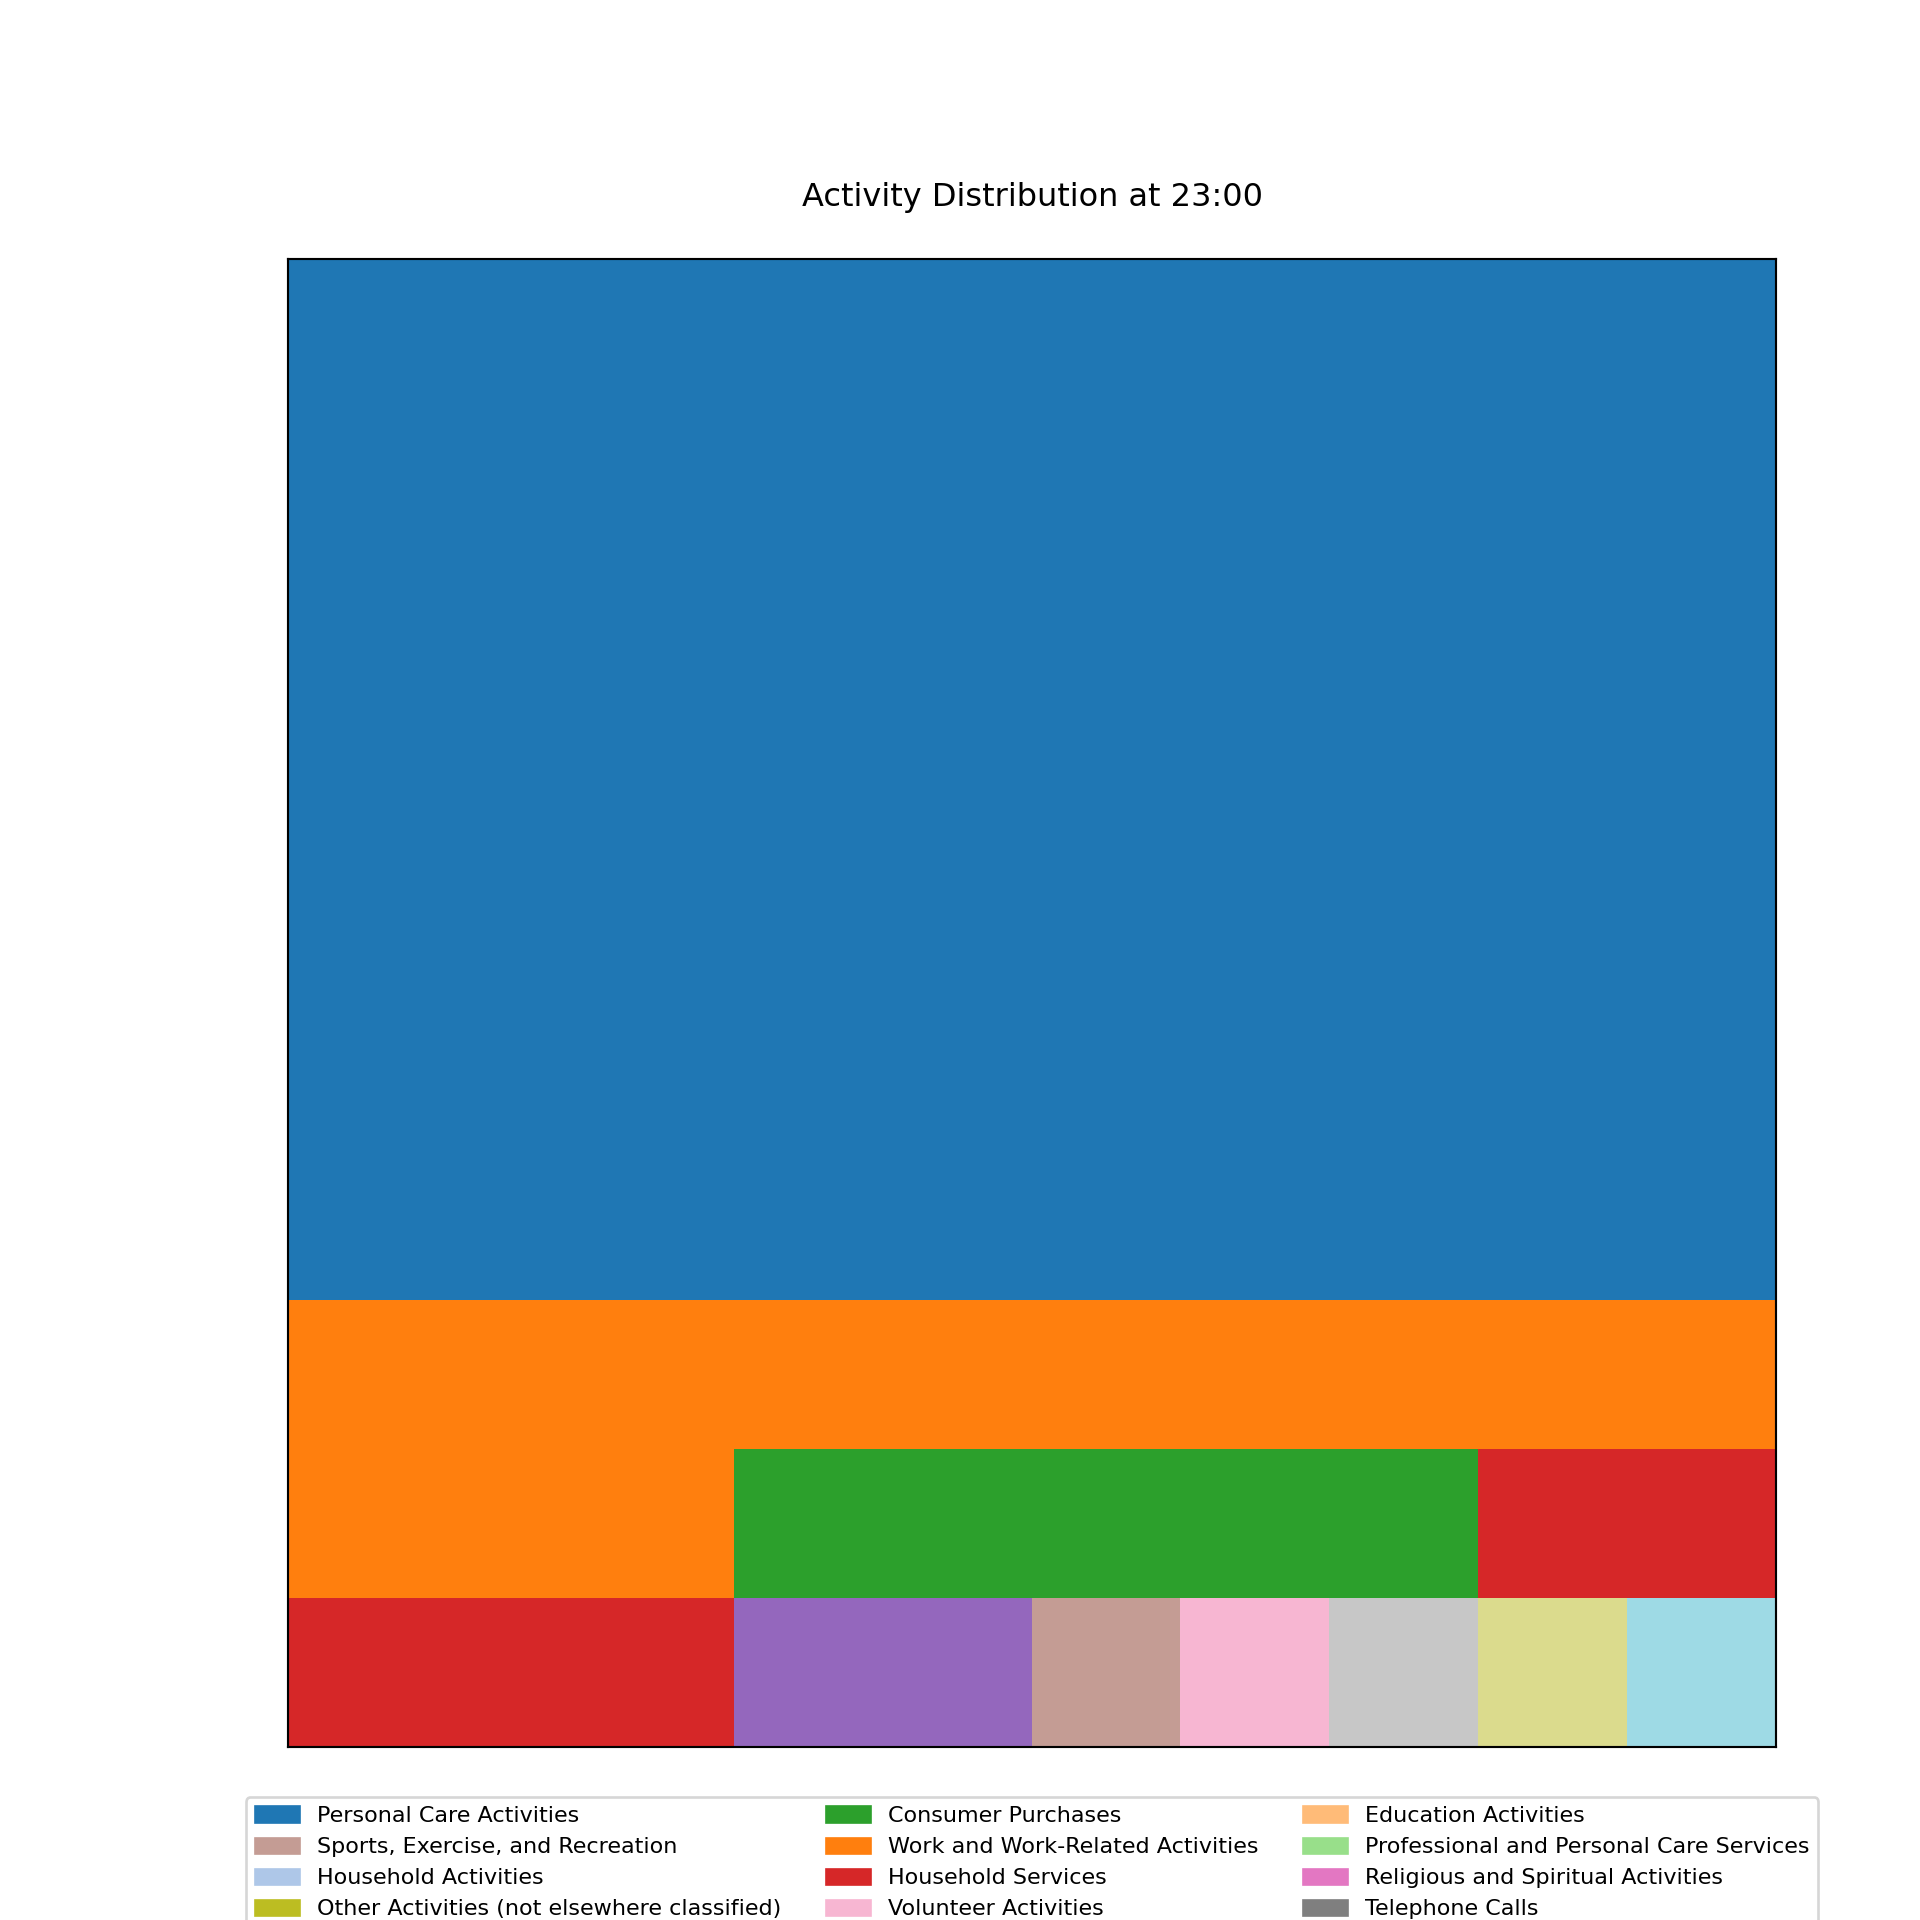 Activity Distribution at 23:00
Personal Care Activities
Sports, Exercise, and Recreation
Household Activities
Other Activities (not elsewhere classified)
Consumer Purchases
Work and Work-Related Activities
Household Services
Volunteer Activities
Education Activities
Professional and Personal Care Services
Religious and Spiritual Activities
Telephone Calls